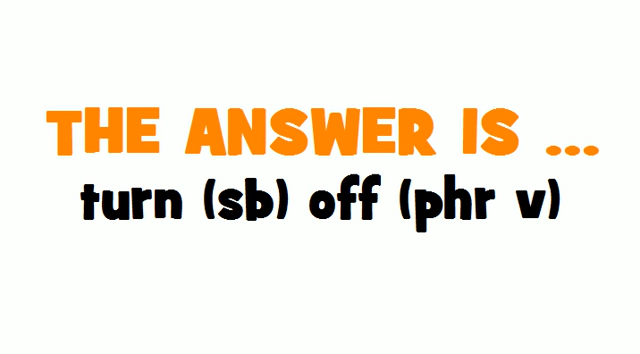 THE ANSWER IS ...
turn (sb) off (phr v)